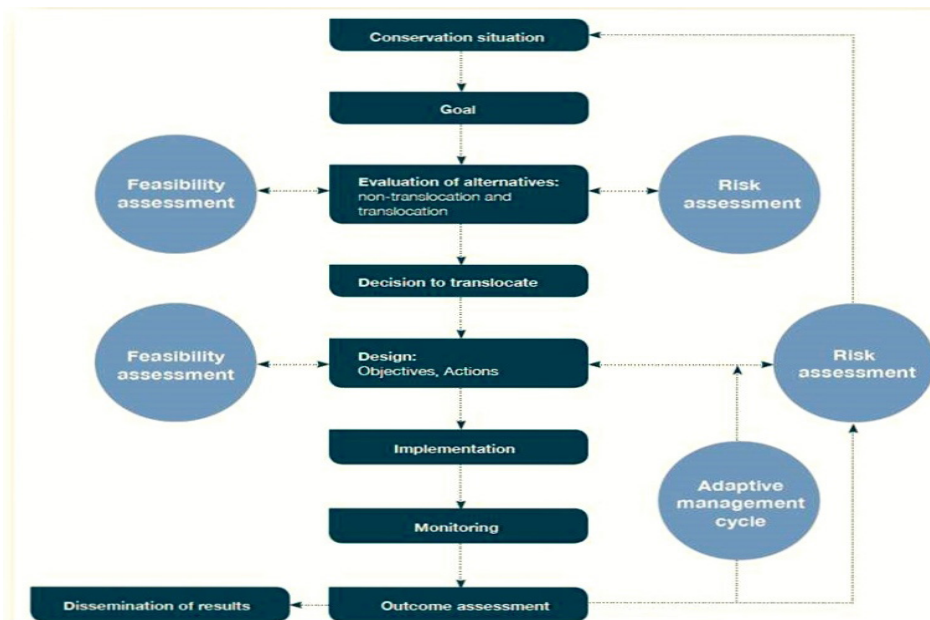 Conservation situation
Goal
Feasibility
assessment
Evaluation of alternatives:
non-translocation and
translocation
Risk
assessment
Decision to translocate
Feasibility
assessment
Design:
Objectives, Actions
Risk
assessment
Implementation
Adaptive
management
cycle
Monitoring
Dissemination of results
Outcome assessment